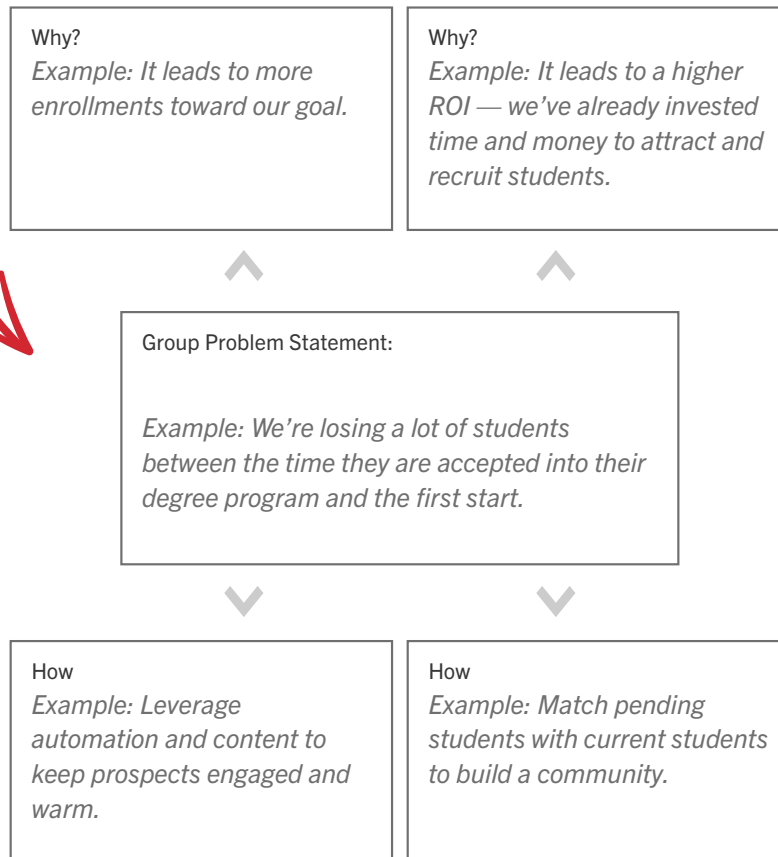 Why?
Example: It leads to more
enrollments toward our goal.
Why?
Example: It leads to a higher
ROI — we’ve already invested
time and money to attract and
recruit students.
Group Problem Statement:
Example: We’re losing a lot of students
between the time they are accepted into their
degree program and the first start.
How
Example: Leverage
automation and content to
keep prospects engaged and
warm.
How
Example: Match pending
students with current students
to build a community.